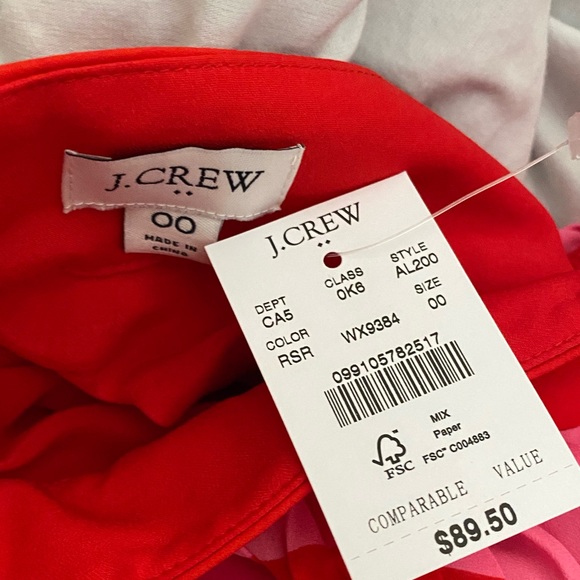 J.CREW
00
MADE IN
CHINA
J.CREW
DEPT CLASS STYLE
CA5 0K6 AL200
COLOR SIZE
RSR WX9384 00
099105782517
MIX
Paper
FSC™ C004883
FSC
COMPARABLE VALUE
$89.50